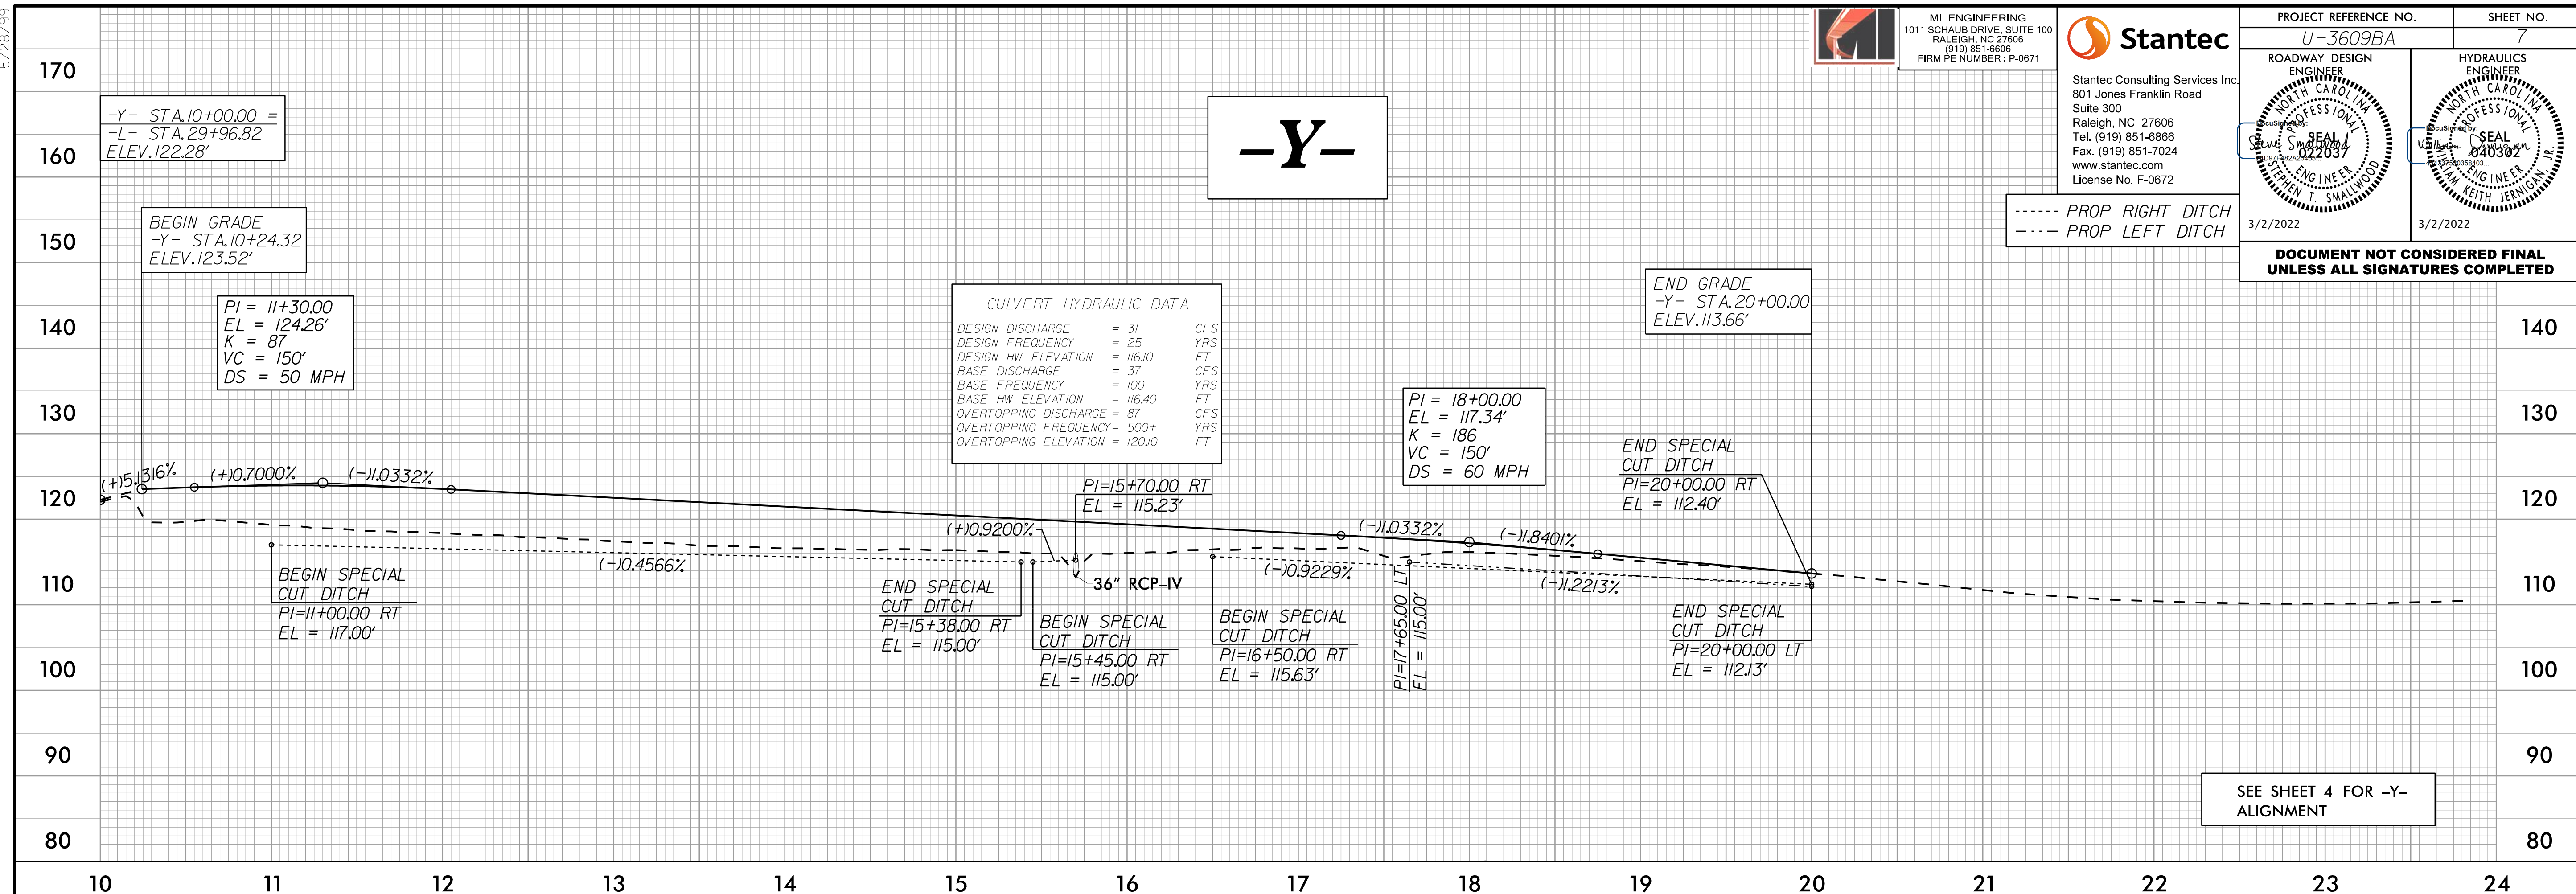 5/28/99
MI ENGINEERING
1011 SCHAUB DRIVE, SUITE 100
RALEIGH, NC 27606
(919) 851-6606
FIRM PE NUMBER : P-0671
Stantec
Stantec Consulting Services Inc.
801 Jones Franklin Road
Suite 300
Raleigh, NC 27606
Tel. (919) 851-6866
Fax. (919) 851-7024
www.stantec.com
License No. F-0672
PROJECT REFERENCE NO.
SHEET NO.
U-3609BA
7
ROADWAY DESIGN
ENGINEER
NORTH CAROLINA
PROFESSIONAL
DocuSigned by:
SEAL
022037
ENGINEER
STEPHEN T. SMALLWOOD
3/2/2022
HYDRAULICS
ENGINEER
NORTH CAROLINA
PROFESSIONAL
DocuSigned by:
SEAL
040302
ENGINEER
WILLIAM KEITH JERNIGAN, JR.
3/2/2022
DOCUMENT NOT CONSIDERED FINAL
UNLESS ALL SIGNATURES COMPLETED
PROP RIGHT DITCH
PROP LEFT DITCH
-Y- STA.10+00.00 =
-L- STA.29+96.82
ELEV.122.28'
-Y-
BEGIN GRADE
-Y- STA.10+24.32
ELEV.123.52'
PI = 11+30.00
EL = 124.26'
K = 87
VC = 150'
DS = 50 MPH
CULVERT HYDRAULIC DATA
DESIGN DISCHARGE = 31 CFS
DESIGN FREQUENCY = 25 YRS
DESIGN HW ELEVATION = 116.10 FT
BASE DISCHARGE = 37 CFS
BASE FREQUENCY = 100 YRS
BASE HW ELEVATION = 116.40 FT
OVERTOPPING DISCHARGE = 87 CFS
OVERTOPPING FREQUENCY = 500+ YRS
OVERTOPPING ELEVATION = 120.10 FT
END GRADE
-Y- STA.20+00.00
ELEV.113.66'
PI = 18+00.00
EL = 117.34'
K = 186
VC = 150'
DS = 60 MPH
END SPECIAL
CUT DITCH
PI=20+00.00 RT
EL = 112.40'
(+)5.1316%
(+)0.7000%
(-)1.0332%
PI=15+70.00 RT
EL = 115.23'
(+)0.9200%
(-)1.0332%
(-)1.8401%
(-)0.4566%
36" RCP-IV
(-)0.9229%
(-)1.2213%
BEGIN SPECIAL
CUT DITCH
PI=11+00.00 RT
EL = 117.00'
END SPECIAL
CUT DITCH
PI=15+38.00 RT
EL = 115.00'
BEGIN SPECIAL
CUT DITCH
PI=15+45.00 RT
EL = 115.00'
BEGIN SPECIAL
CUT DITCH
PI=16+50.00 RT
EL = 115.63'
PI=17+65.00 LT
EL = 115.00'
END SPECIAL
CUT DITCH
PI=20+00.00 LT
EL = 112.13'
SEE SHEET 4 FOR -Y-
ALIGNMENT
170
160
150
140
130
120
110
100
90
80
140
130
120
110
100
90
80
10 11 12 13 14 15 16 17 18 19 20 21 22 23 24